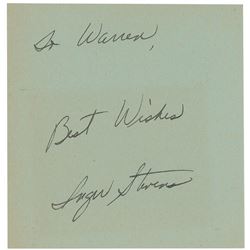 To Warren,
Best Wishes
Inger Stevens